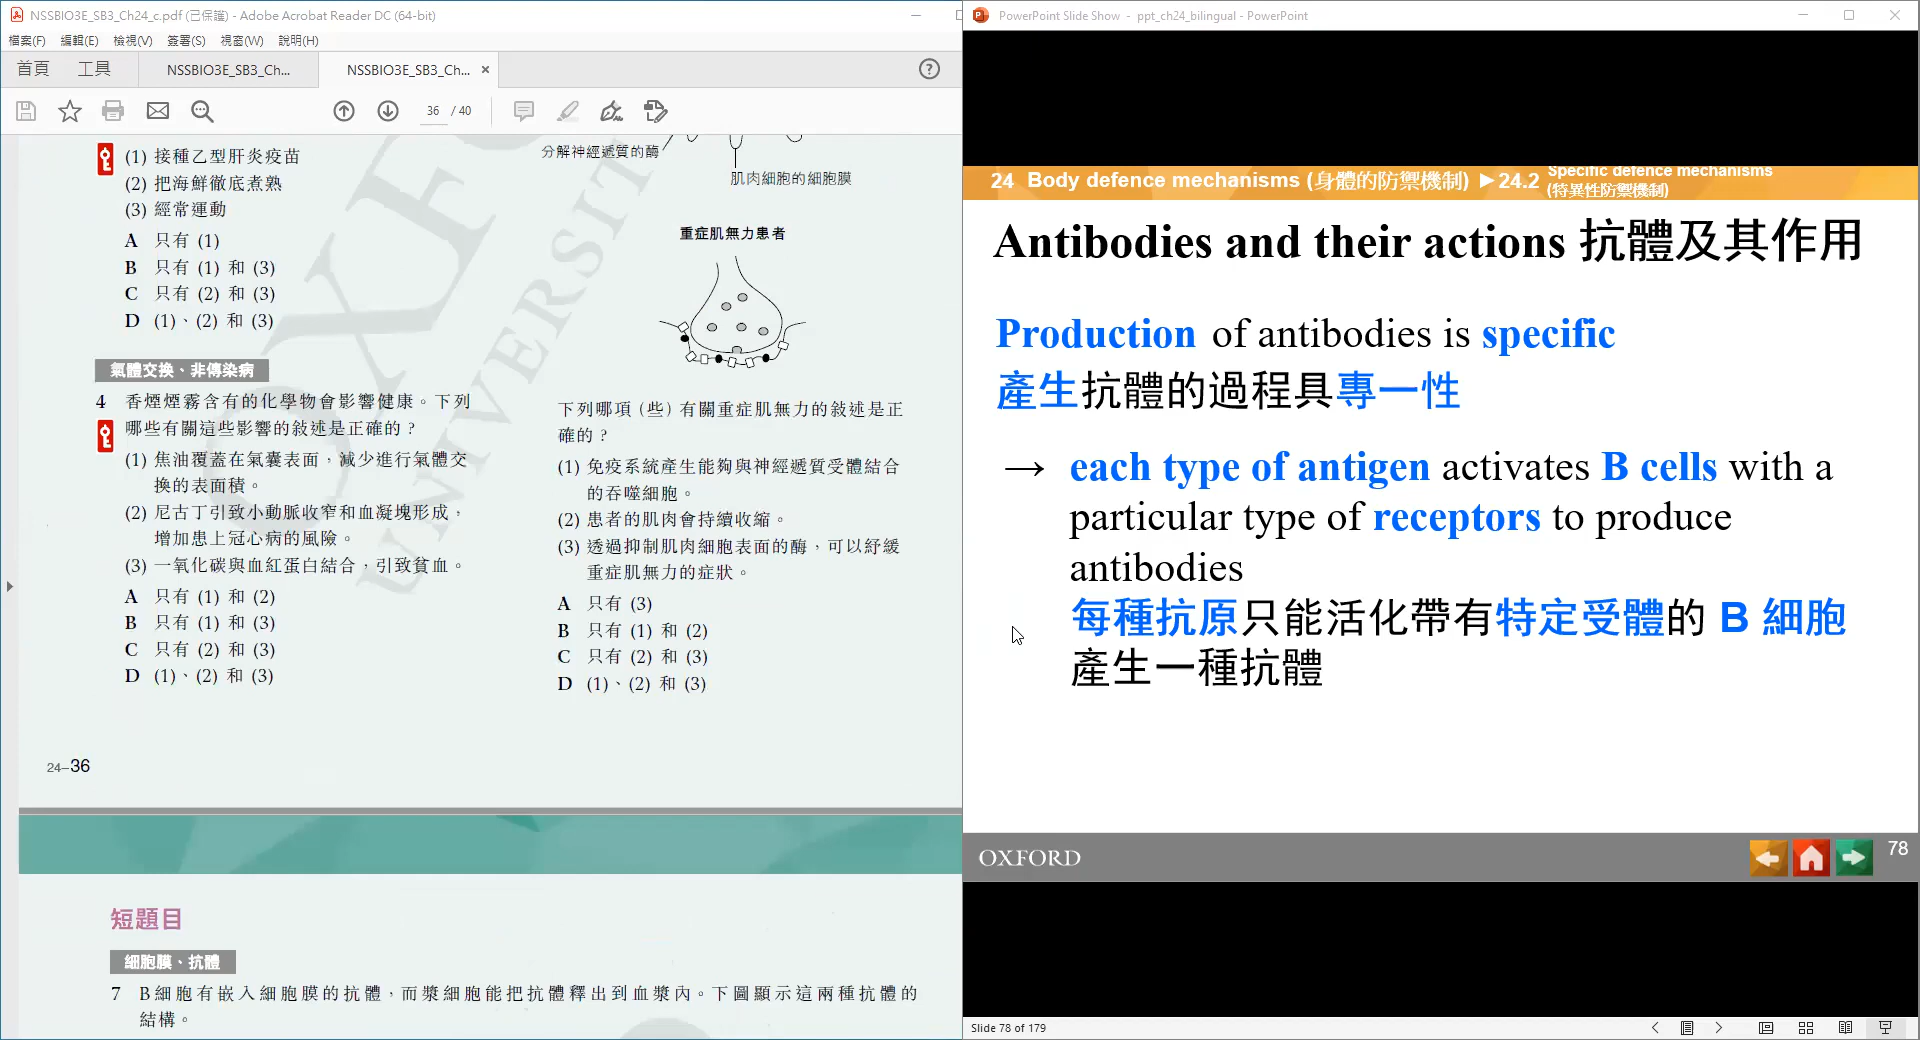 NSSBIO3E_SB3_Ch24_c.pdf (已保護) - Adobe Acrobat Reader DC (64-bit)
檔案(F) 編輯(E) 檢視(V) 簽署(S) 視窗(W) 說明(H)
首頁 工具 NSSBIO3E_SB3_Ch... NSSBIO3E_SB3_Ch... ×
36 / 40
(1) 接種乙型肝炎疫苗
(2) 把海鮮徹底煮熟
(3) 經常運動
A 只有 (1)
B 只有 (1) 和 (3)
C 只有 (2) 和 (3)
D (1)、(2) 和 (3)
氣體交換、非傳染病
4 香煙煙霧含有的化學物會影響健康。下列
哪些有關這些影響的敍述是正確的？
(1) 焦油覆蓋在氣囊表面，減少進行氣體交
換的表面積。
(2) 尼古丁引致小動脈收窄和血凝塊形成，
增加患上冠心病的風險。
(3) 一氧化碳與血紅蛋白結合，引致貧血。
A 只有 (1) 和 (2)
B 只有 (1) 和 (3)
C 只有 (2) 和 (3)
D (1)、(2) 和 (3)
分解神經遞質的酶
肌肉細胞的細胞膜
重症肌無力患者
下列哪項（些）有關重症肌無力的敍述是正
確的？
(1) 免疫系統產生能夠與神經遞質受體結合
的吞噬細胞。
(2) 患者的肌肉會持續收縮。
(3) 透過抑制肌肉細胞表面的酶，可以紓緩
重症肌無力的症狀。
A 只有 (3)
B 只有 (1) 和 (2)
C 只有 (2) 和 (3)
D (1)、(2) 和 (3)
24–36
短題目
細胞膜、抗體
7 B細胞有嵌入細胞膜的抗體，而漿細胞能把抗體釋出到血漿內。下圖顯示這兩種抗體的
結構。
PowerPoint Slide Show - ppt_ch24_bilingual - PowerPoint
24 Body defence mechanisms (身體的防禦機制) ▶ 24.2 Specific defence mechanisms
(特異性防禦機制)
Antibodies and their actions 抗體及其作用
Production of antibodies is specific
產生抗體的過程具專一性
→ each type of antigen activates B cells with a
particular type of receptors to produce
antibodies
每種抗原只能活化帶有特定受體的 B 細胞
產生一種抗體
OXFORD
78
Slide 78 of 179